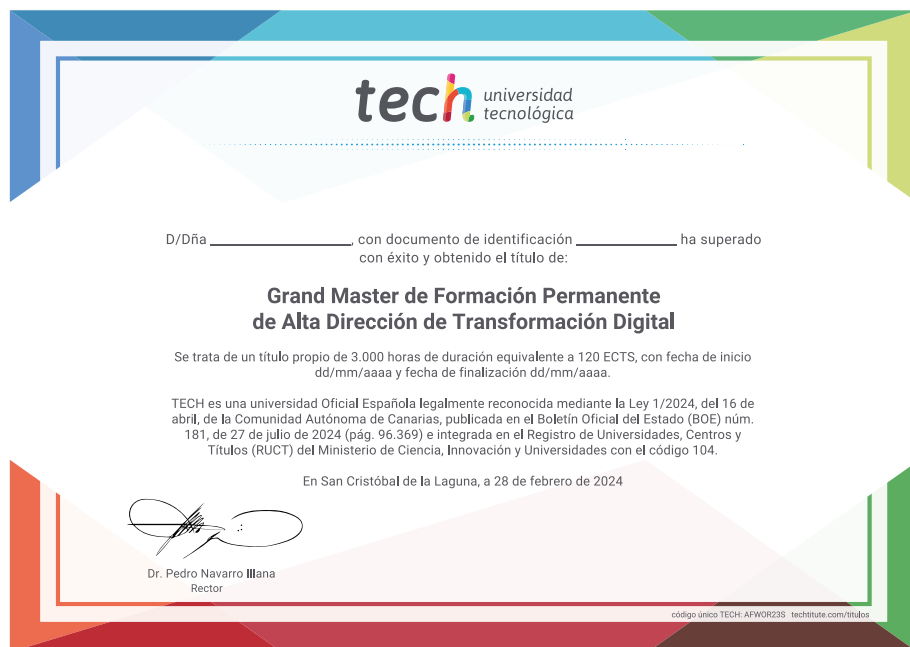 tech universidad
tecnológica
D/Dña ____________, con documento de identificación ____________ ha superado
con éxito y obtenido el título de:
Grand Master de Formación Permanente
de Alta Dirección de Transformación Digital
Se trata de un título propio de 3.000 horas de duración equivalente a 120 ECTS, con fecha de inicio
dd/mm/aaaa y fecha de finalización dd/mm/aaaa.
TECH es una universidad Oficial Española legalmente reconocida mediante la Ley 1/2024, del 16 de
abril, de la Comunidad Autónoma de Canarias, publicada en el Boletín Oficial del Estado (BOE) núm.
181, de 27 de julio de 2024 (pág. 96.369) e integrada en el Registro de Universidades, Centros y
Títulos (RUCT) del Ministerio de Ciencia, Innovación y Universidades con el código 104.
En San Cristóbal de la Laguna, a 28 de febrero de 2024
Dr. Pedro Navarro Illana
Rector
código único TECH: AFWOR23S techtitute.com/titulos